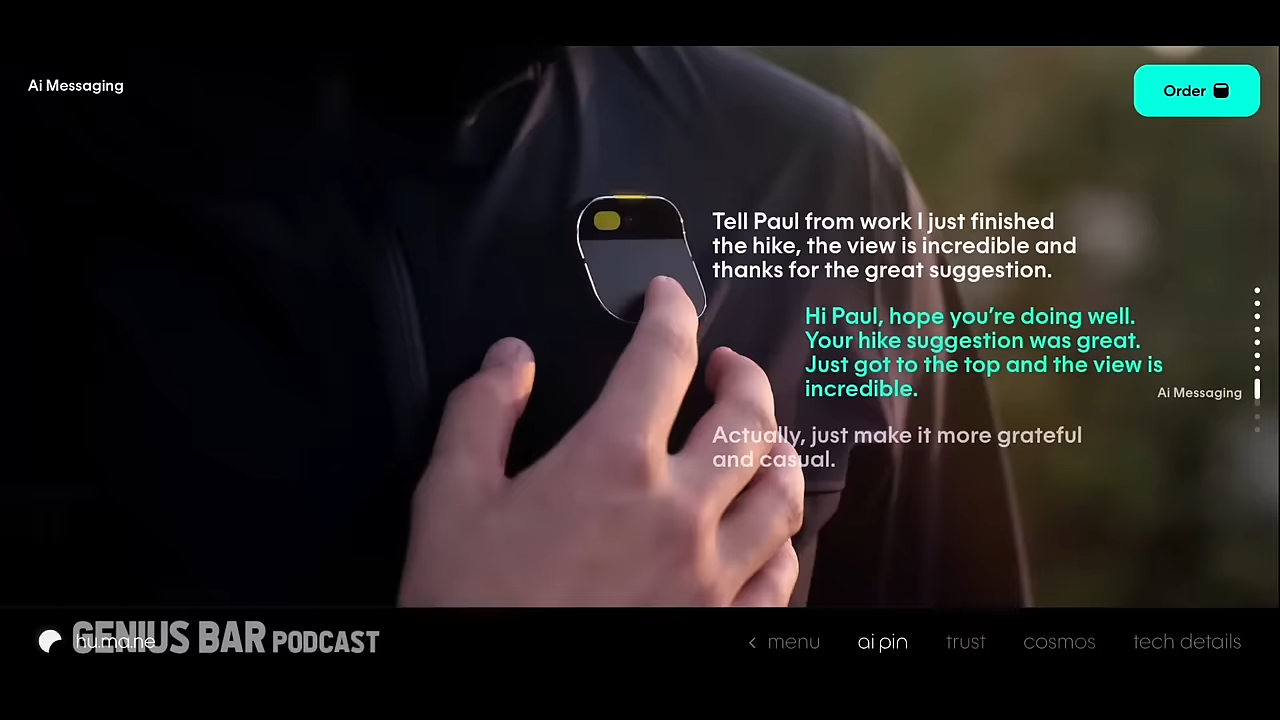 Ai Messaging
Order
Tell Paul from work I just finished
the hike, the view is incredible and
thanks for the great suggestion.
Hi Paul, hope you're doing well.
Your hike suggestion was great.
Just got to the top and the view is
incredible.
Ai Messaging
Actually, just make it more grateful
and casual.
hu.ma.ne
GENIUS BAR PODCAST
< menu
ai pin
trust
cosmos
tech details